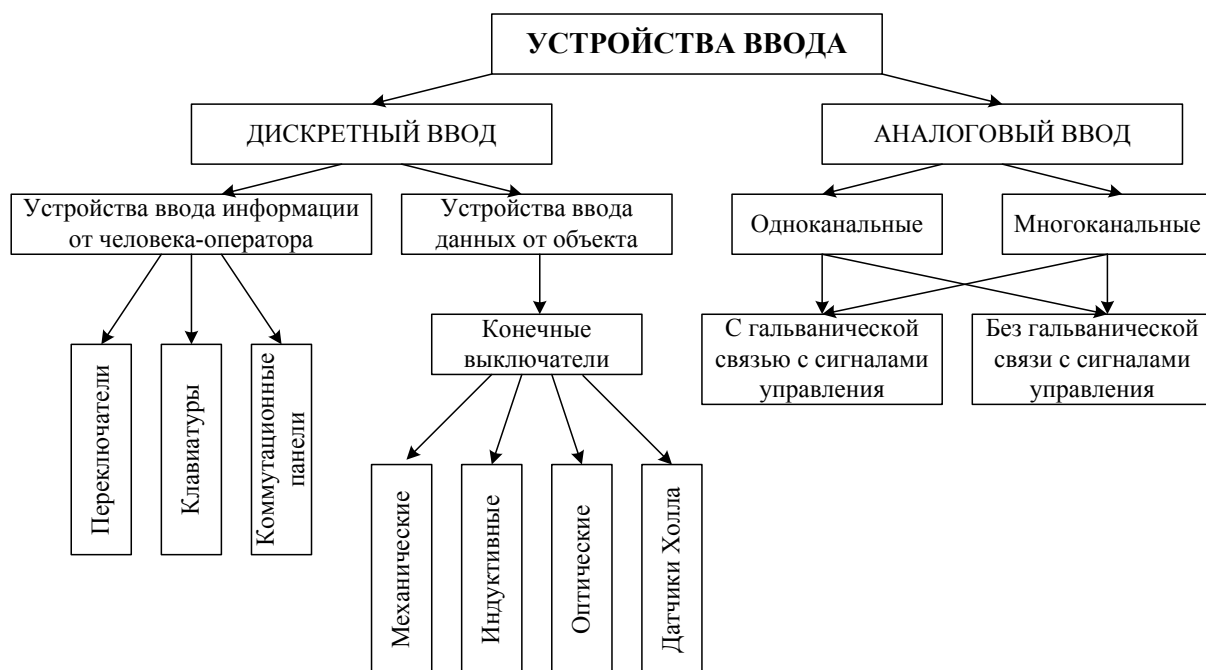 УСТРОЙСТВА ВВОДА
ДИСКРЕТНЫЙ ВВОД
АНАЛОГОВЫЙ ВВОД
Устройства ввода информации
от человека-оператора
Устройства ввода
данных от объекта
Одноканальные
Многоканальные
Конечные
выключатели
С гальванической
связью с сигналами
управления
Без гальванической
связи с сигналами
управления
Переключатели
Клавиатуры
Коммутационные
панели
Механические
Индуктивные
Оптические
Датчики Холла